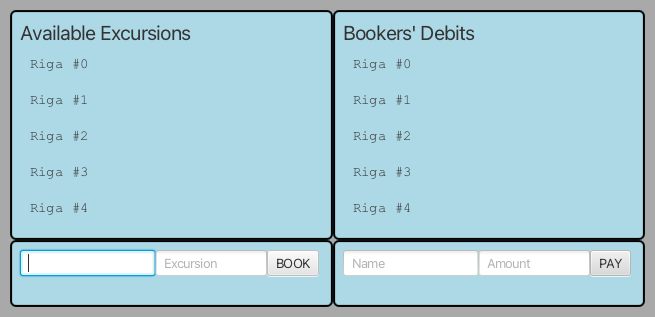 Available Excursions
Riga #0
Riga #1
Riga #2
Riga #3
Riga #4
Excursion
BOOK
Bookers' Debits
Riga #0
Riga #1
Riga #2
Riga #3
Riga #4
Name
Amount
PAY